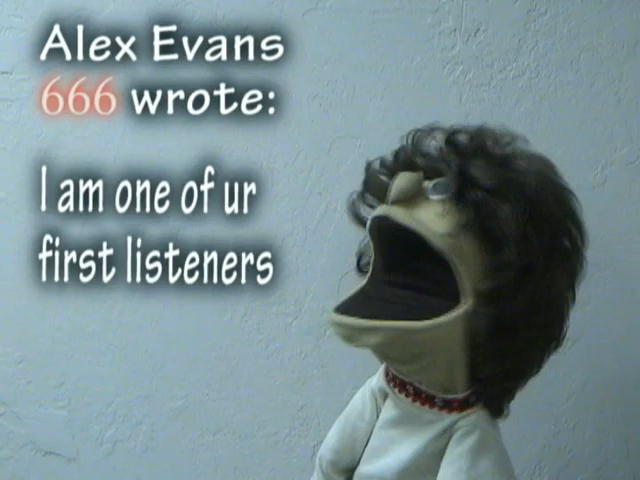 Alex Evans
666 wrote:
I am one of ur
first listeners